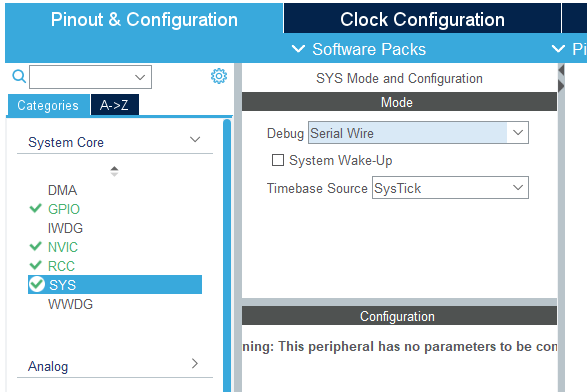 Pinout & Configuration
Clock Configuration
Software Packs
Pi
Categories
A->Z
System Core
DMA
GPIO
IWDG
NVIC
RCC
SYS
WWDG
Analog
SYS Mode and Configuration
Mode
Debug Serial Wire
System Wake-Up
Timebase Source SysTick
Configuration
ning: This peripheral has no parameters to be con